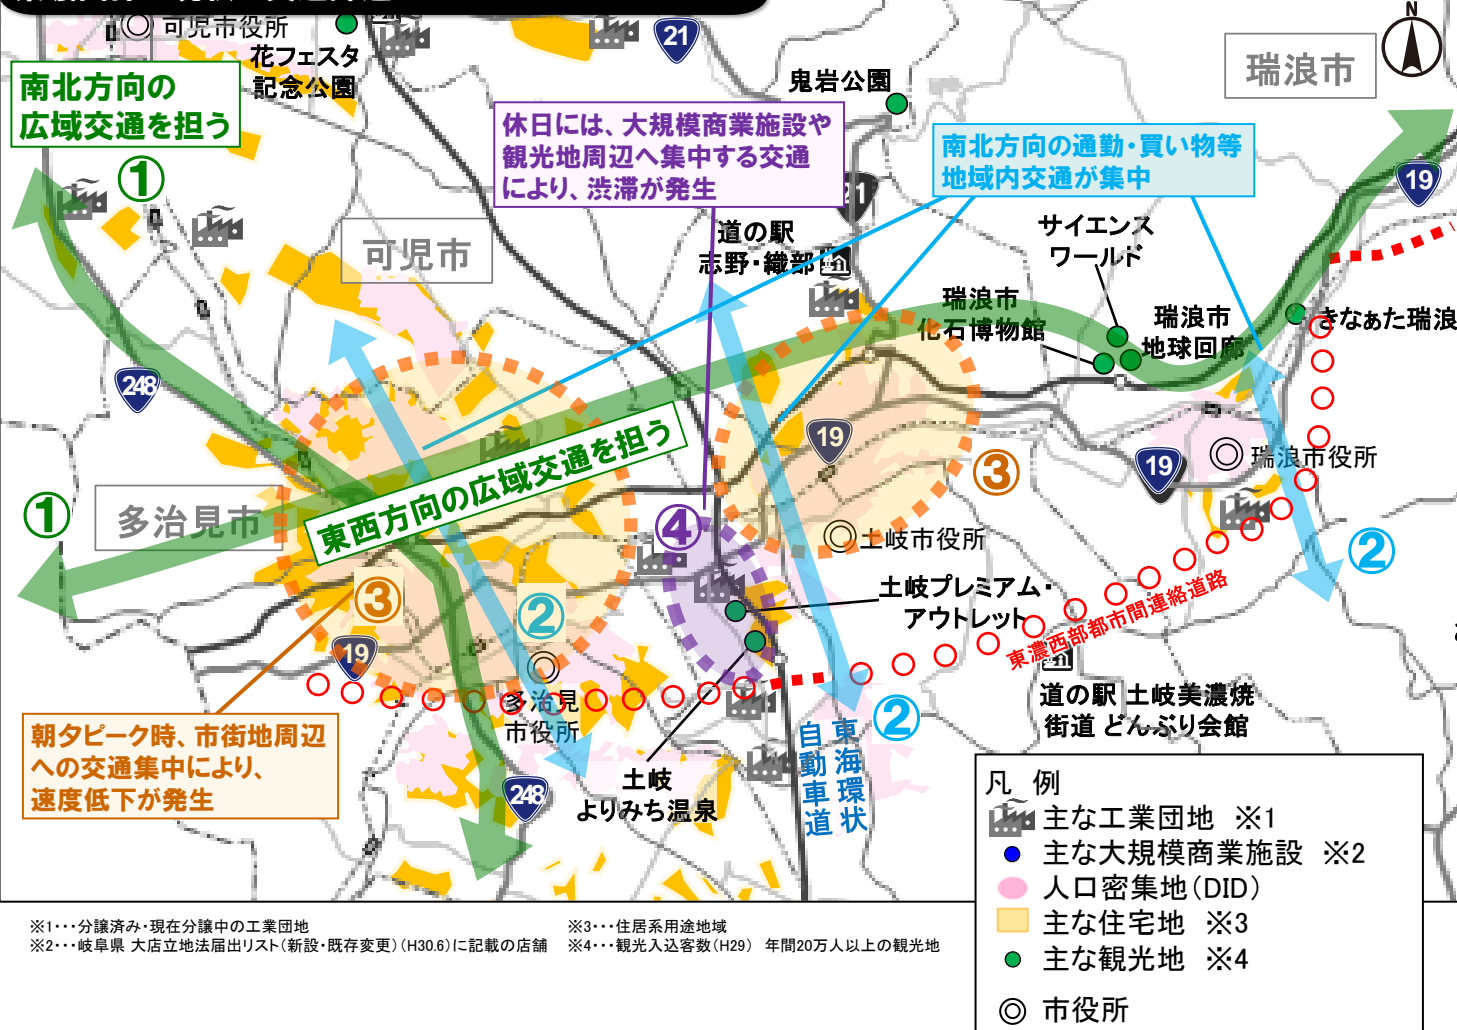 可児市役所
花フェスタ
記念公園
21
鬼岩公園
瑞浪市
N
南北方向の
広域交通を担う
①
休日には、大規模商業施設や
観光地周辺へ集中する交通
により、渋滞が発生
南北方向の通勤・買い物等
地域内交通が集中
19
可児市
道の駅
志野・織部
サイエンス
ワールド
瑞浪市
化石博物館
瑞浪市
地球回廊
きなぁた瑞浪
248
東西方向の広域交通を担う
19
③
19
瑞浪市役所
①
多治見市
④
土岐市役所
②
③
②
土岐プレミアム・
アウトレット
東濃西部都市間連絡道路
19
多治見
市役所
道の駅 土岐美濃焼
街道 どんぶり会館
②
東海環状
自動車道
朝夕ピーク時、市街地周辺
への交通集中により、
速度低下が発生
248
土岐
よりみち温泉
凡 例
主な工業団地 ※1
主な大規模商業施設 ※2
人口密集地(DID)
主な住宅地 ※3
主な観光地 ※4
市役所
※1・・・分譲済み・現在分譲中の工業団地
※2・・・岐阜県 大店立地法届出リスト(新設・既存変更)(H30.6)に記載の店舗
※3・・・住居系用途地域
※4・・・観光入込客数(H29) 年間20万人以上の観光地